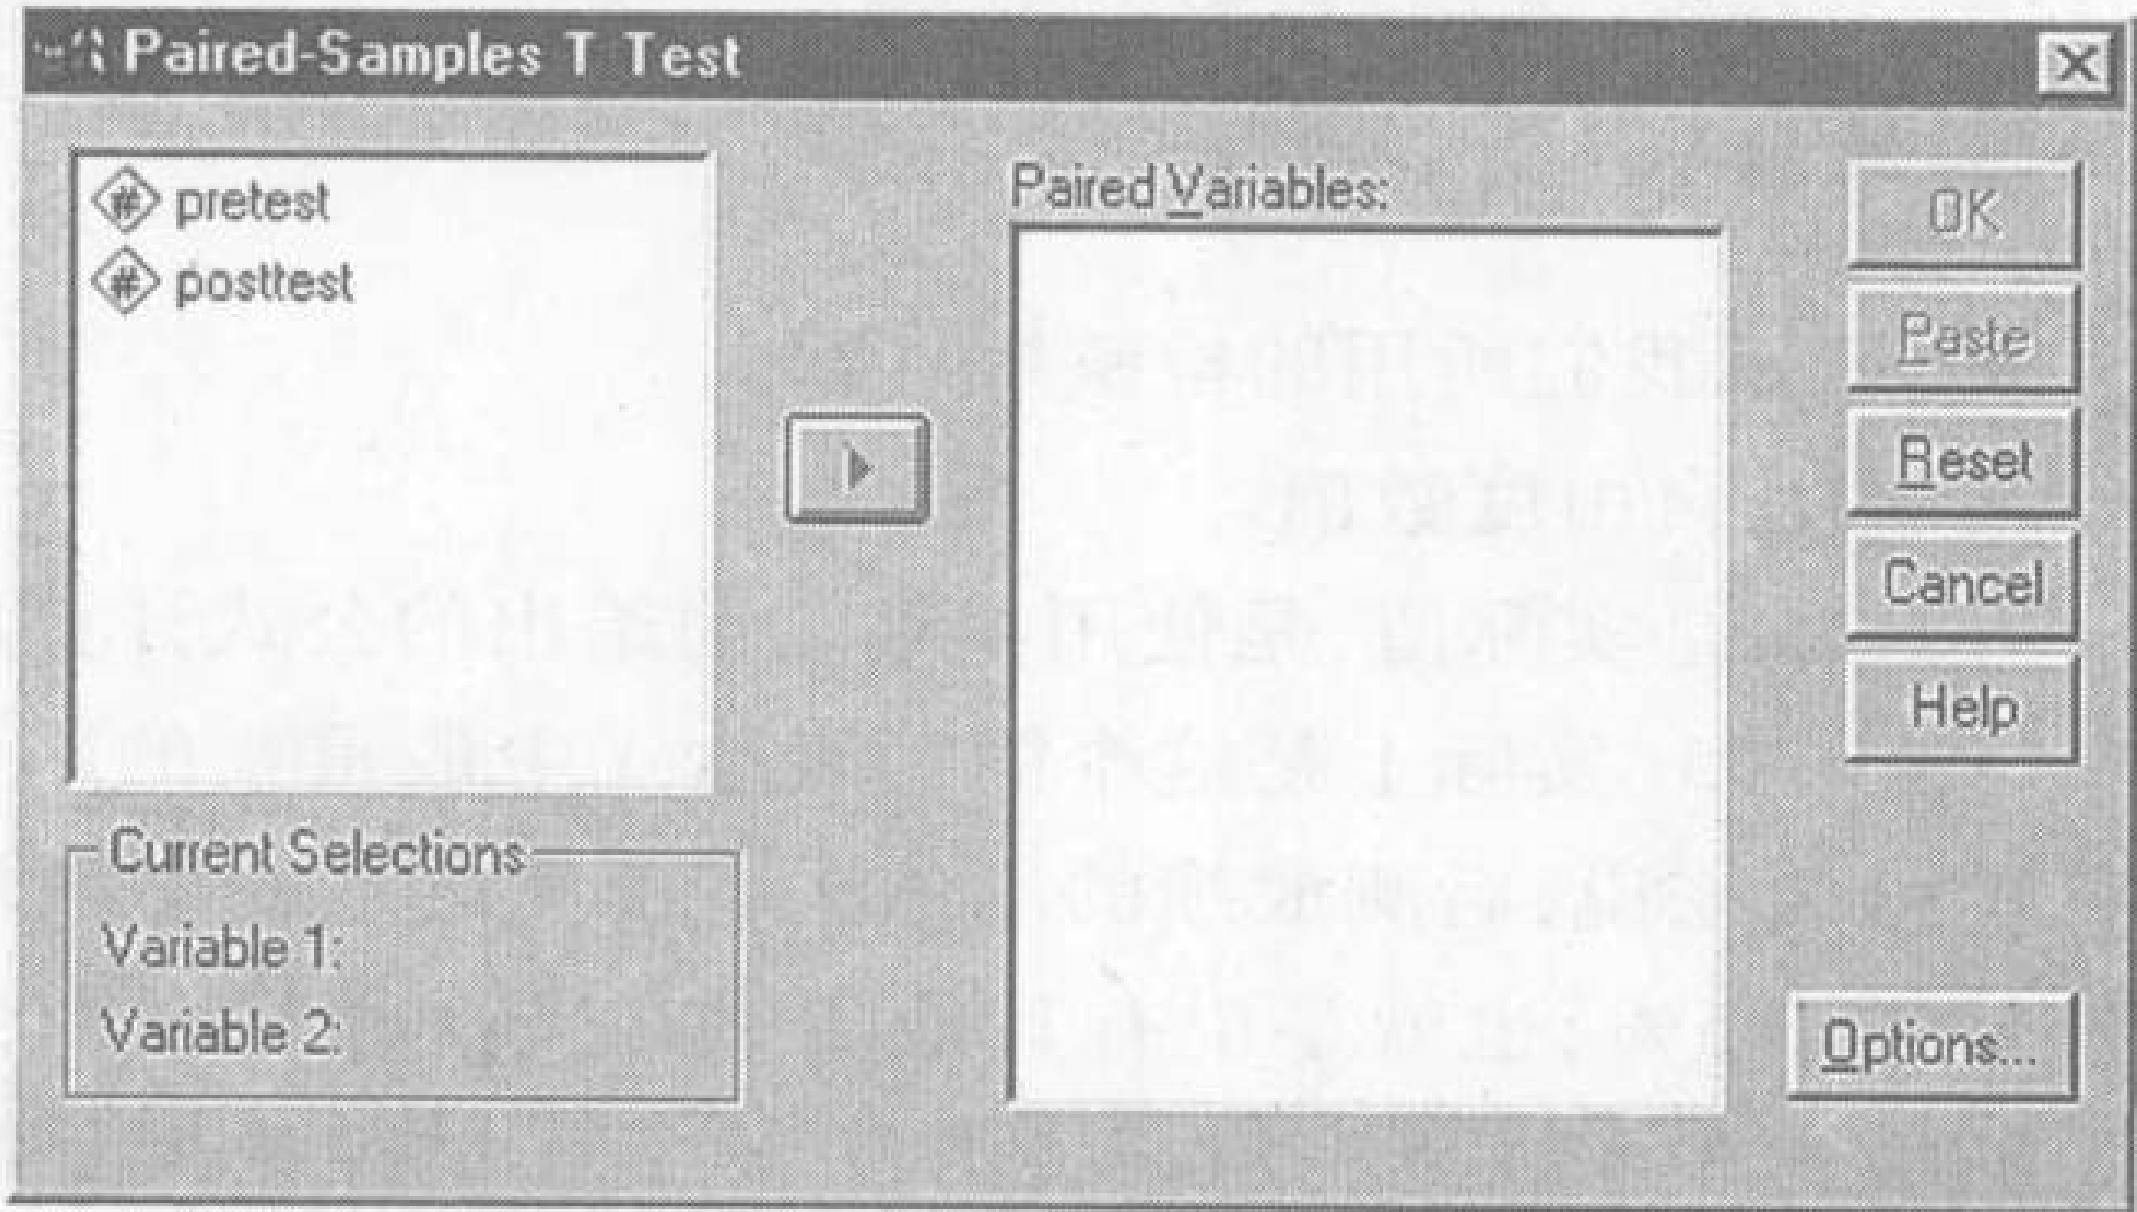 Paired-Samples T Test
# pretest
# posttest
Current Selections
Variable 1:
Variable 2:
Paired Variables:
OK
Paste
Reset
Cancel
Help
Options...